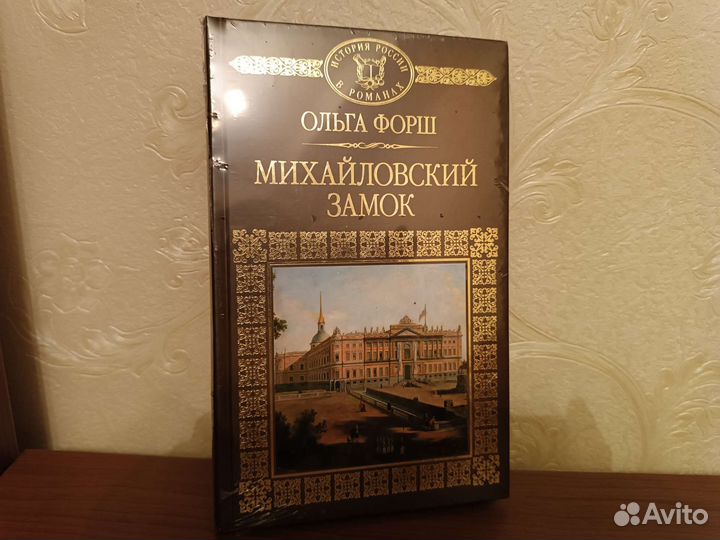 ИСТОРИЯ РОССИИ
В РОМАНАХ
ОЛЬГА ФОРШ
МИХАЙЛОВСКИЙ
ЗАМОК
Avito